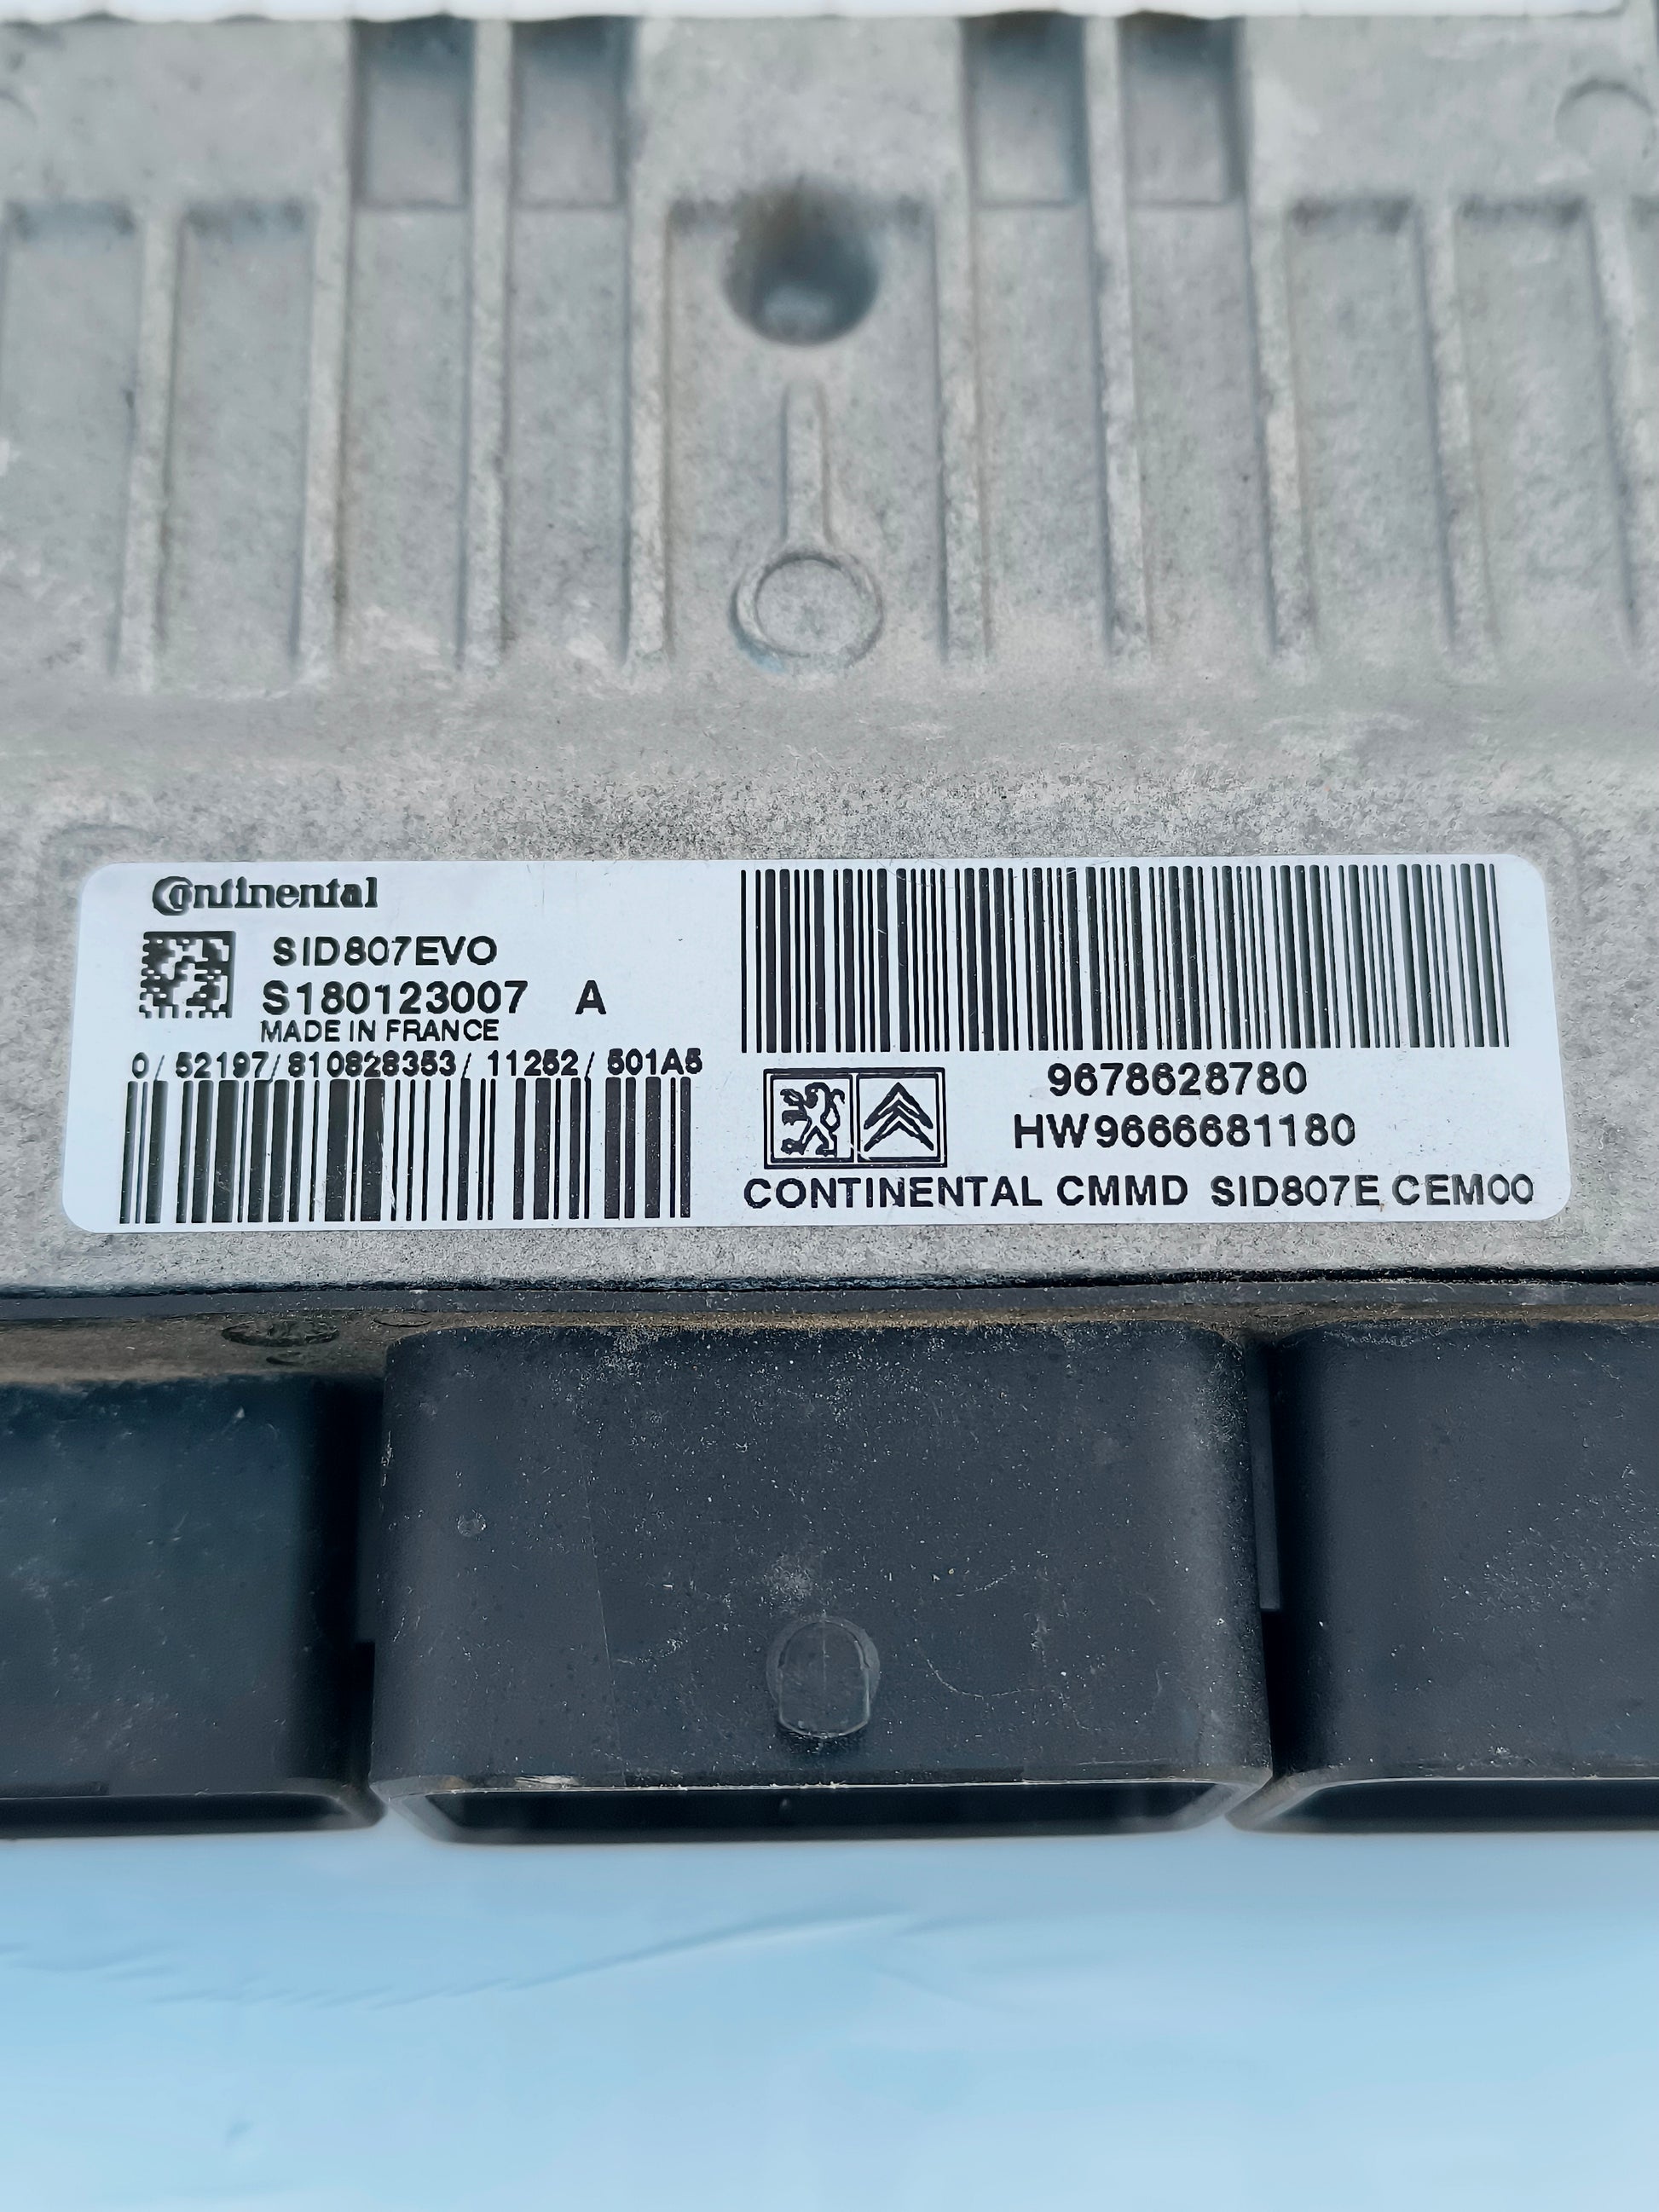 Continental
SID807EVO
S180123007 A
MADE IN FRANCE
0/52197/810828353/11252/501A5
9678628780
HW9666681180
CONTINENTAL CMMD SID807E CEM00